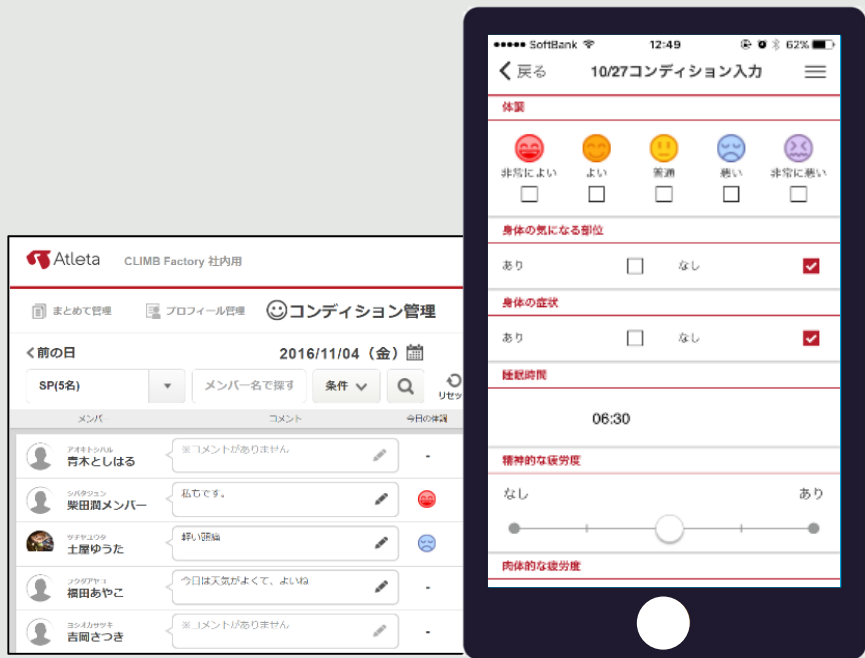 Atleta
CLIMB Factory 社内用
まとめて管理
プロフィール管理
コンディション管理
前の日
2016/11/04（金）
SP(5名)
メンバー名で探す
条件
リセッ
メンバー
コメント
今日の体調
アオキトシハル
青木としはる
※コメントがありません
-
シバタジュン
柴田潤メンバー
私もです。
ツチヤユウタ
土屋ゆうた
軽い頭痛
フクダアヤコ
福田あやこ
今日は天気がよくて、よいね
-
ヨシオカサツキ
吉岡さつき
※コメントがありません
-
SoftBank
12:49
62%
戻る
10/27コンディション入力
体調
非常によい
よい
普通
悪い
非常に悪い
身体の気になる部位
あり
なし
身体の症状
あり
なし
睡眠時間
06:30
精神的な疲労度
なし
あり
肉体的な疲労度